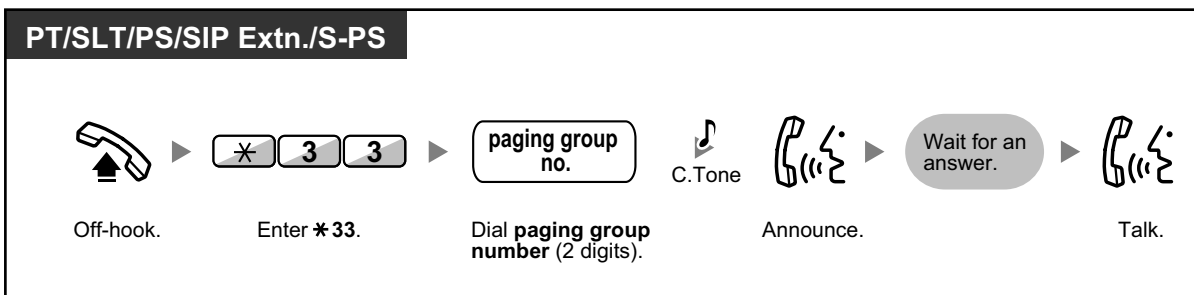 PT/SLT/PS/SIP Extn./S-PS
* 3 3
paging group
no.
C.Tone
Wait for an
answer.
Off-hook.
Enter *33.
Dial paging group
number (2 digits).
Announce.
Talk.